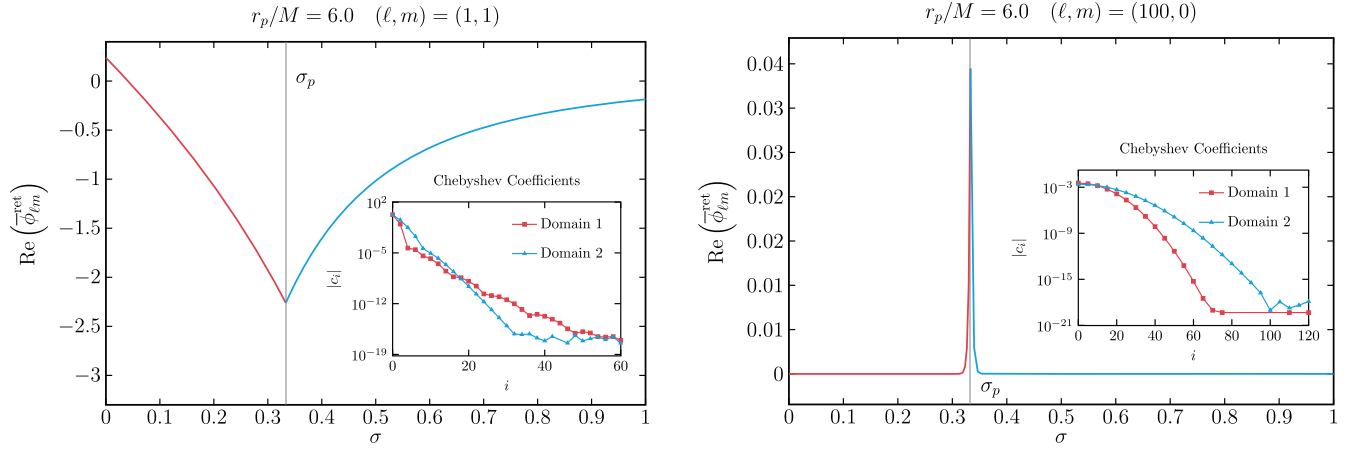 r_p/M = 6.0 (ℓ, m) = (1, 1)
Re (ϕ̅^ret_ℓm)
0
−0.5
−1
−1.5
−2
−2.5
−3
σ_p
Chebyshev Coefficients
10^2
10^−5
10^−12
10^−19
|c_i|
Domain 1
Domain 2
0 20 40 60
i
0 0.1 0.2 0.3 0.4 0.5 0.6 0.7 0.8 0.9 1
σ
r_p/M = 6.0 (ℓ, m) = (100, 0)
Re (ϕ̅^ret_ℓm)
0.04
0.03
0.03
0.02
0.02
0.01
0.01
0
σ_p
Chebyshev Coefficients
10^−3
10^−9
10^−15
10^−21
|c_i|
Domain 1
Domain 2
0 20 40 60 80 100 120
i
0 0.1 0.2 0.3 0.4 0.5 0.6 0.7 0.8 0.9 1
σ